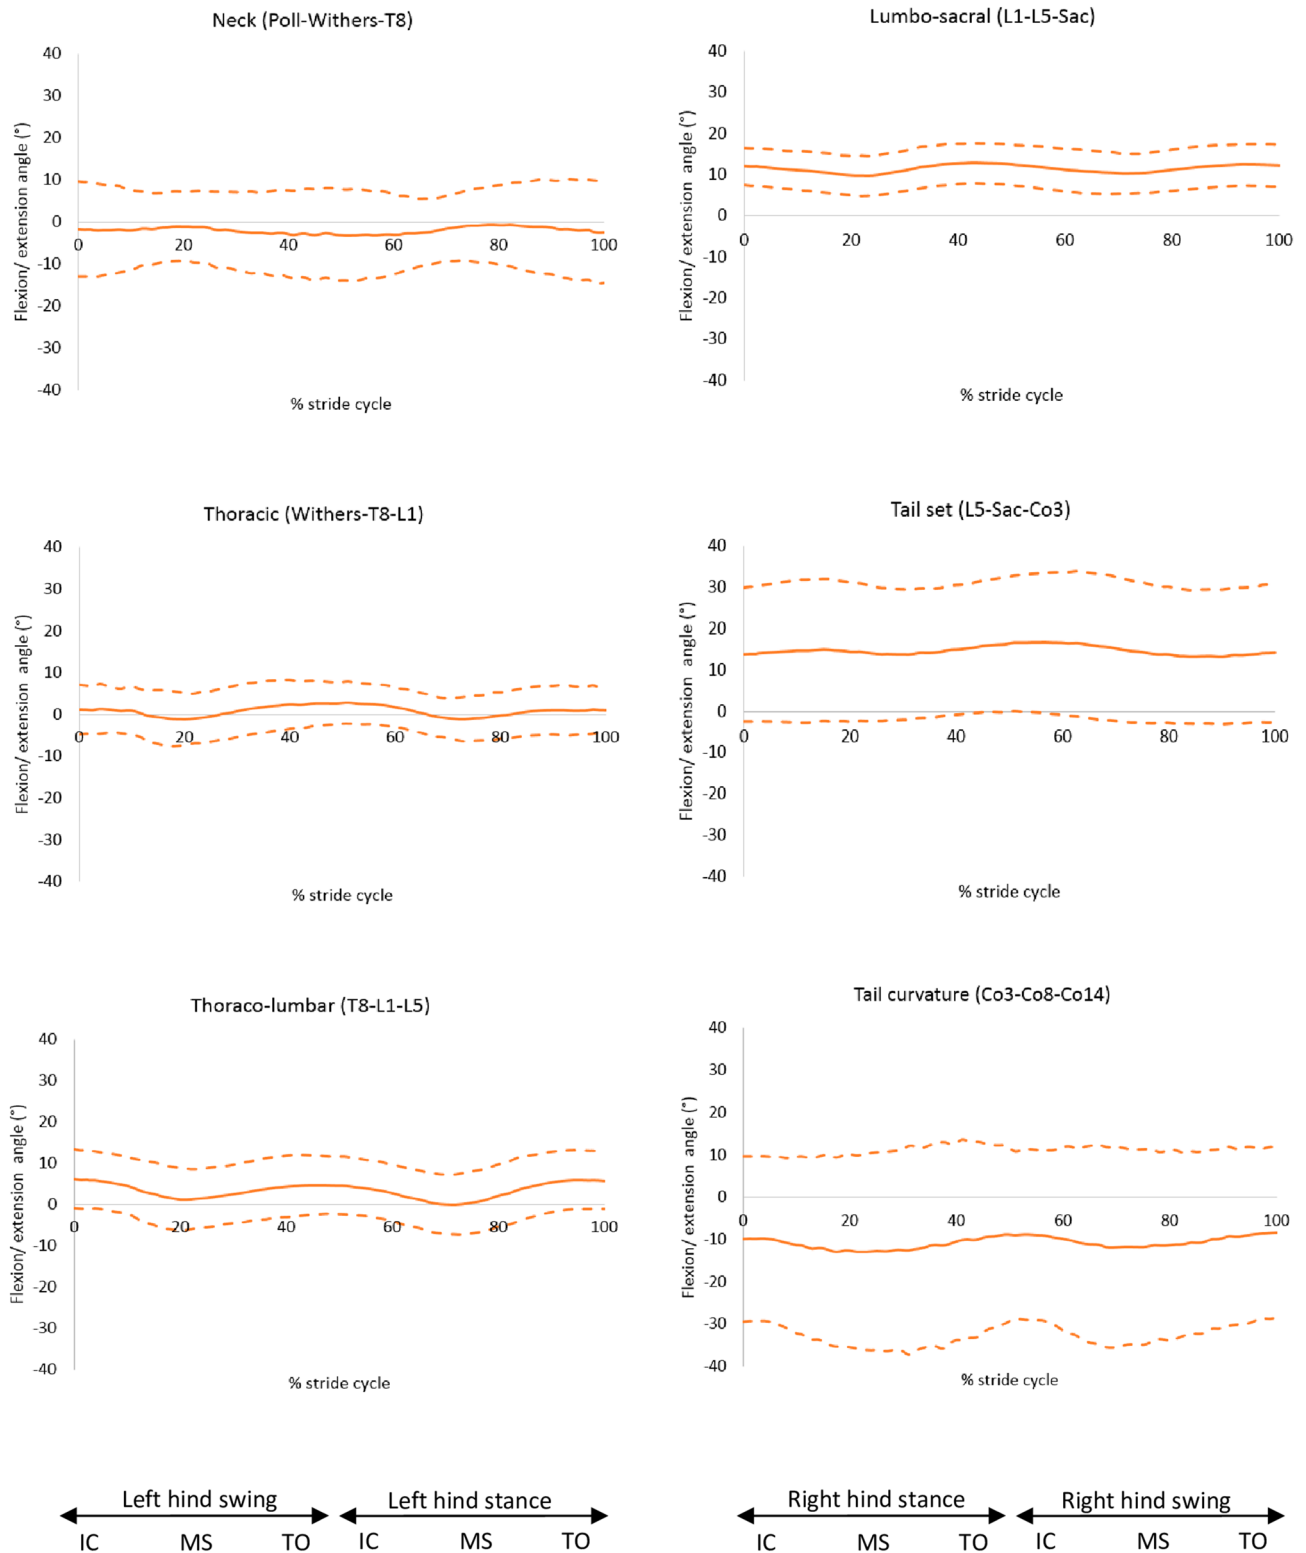 Neck (Poll-Withers-T8)
40
30
20
10
0
-10
-20
-30
-40
Flexion/ extension angle (°)
0 20 40 60 80 100
% stride cycle
Lumbo-sacral (L1-L5-Sac)
40
30
20
10
0
-10
-20
-30
-40
Flexion/ extension angle (°)
0 20 40 60 80 100
% stride cycle
Thoracic (Withers-T8-L1)
40
30
20
10
0
-10
-20
-30
-40
Flexion/ extension angle (°)
0 20 40 60 80 100
% stride cycle
Tail set (L5-Sac-Co3)
40
30
20
10
0
-10
-20
-30
-40
Flexion/ extension angle (°)
0 20 40 60 80 100
% stride cycle
Thoraco-lumbar (T8-L1-L5)
40
30
20
10
0
-10
-20
-30
-40
Flexion/ extension angle (°)
0 20 40 60 80 100
% stride cycle
Tail curvature (Co3-Co8-Co14)
40
30
20
10
0
-10
-20
-30
-40
Flexion/ extension angle (°)
0 20 40 60 80 100
% stride cycle
Left hind swing Left hind stance
IC MS TO IC MS TO
Right hind stance Right hind swing
IC MS TO IC MS TO